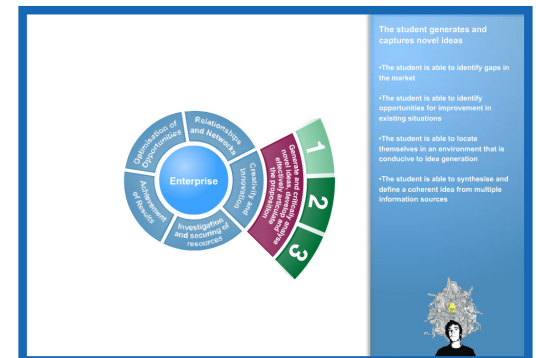 Optimisation of
Opportunities
Relationships
and Networks
Creativity and
Innovation
Investigation
and securing of
resources
Achievement
of Results
Enterprise
Generate and critically analyse
novel ideas, develop and
effectively articulate
the proposition
1
2
3
The student generates and
captures novel ideas
•The student is able to identify gaps in
the market
•The student is able to identify
opportunities for improvement in
existing situations
•The student is able to locate
themselves in an environment that is
conducive to idea generation
•The student is able to synthesise and
define a coherent idea from multiple
information sources